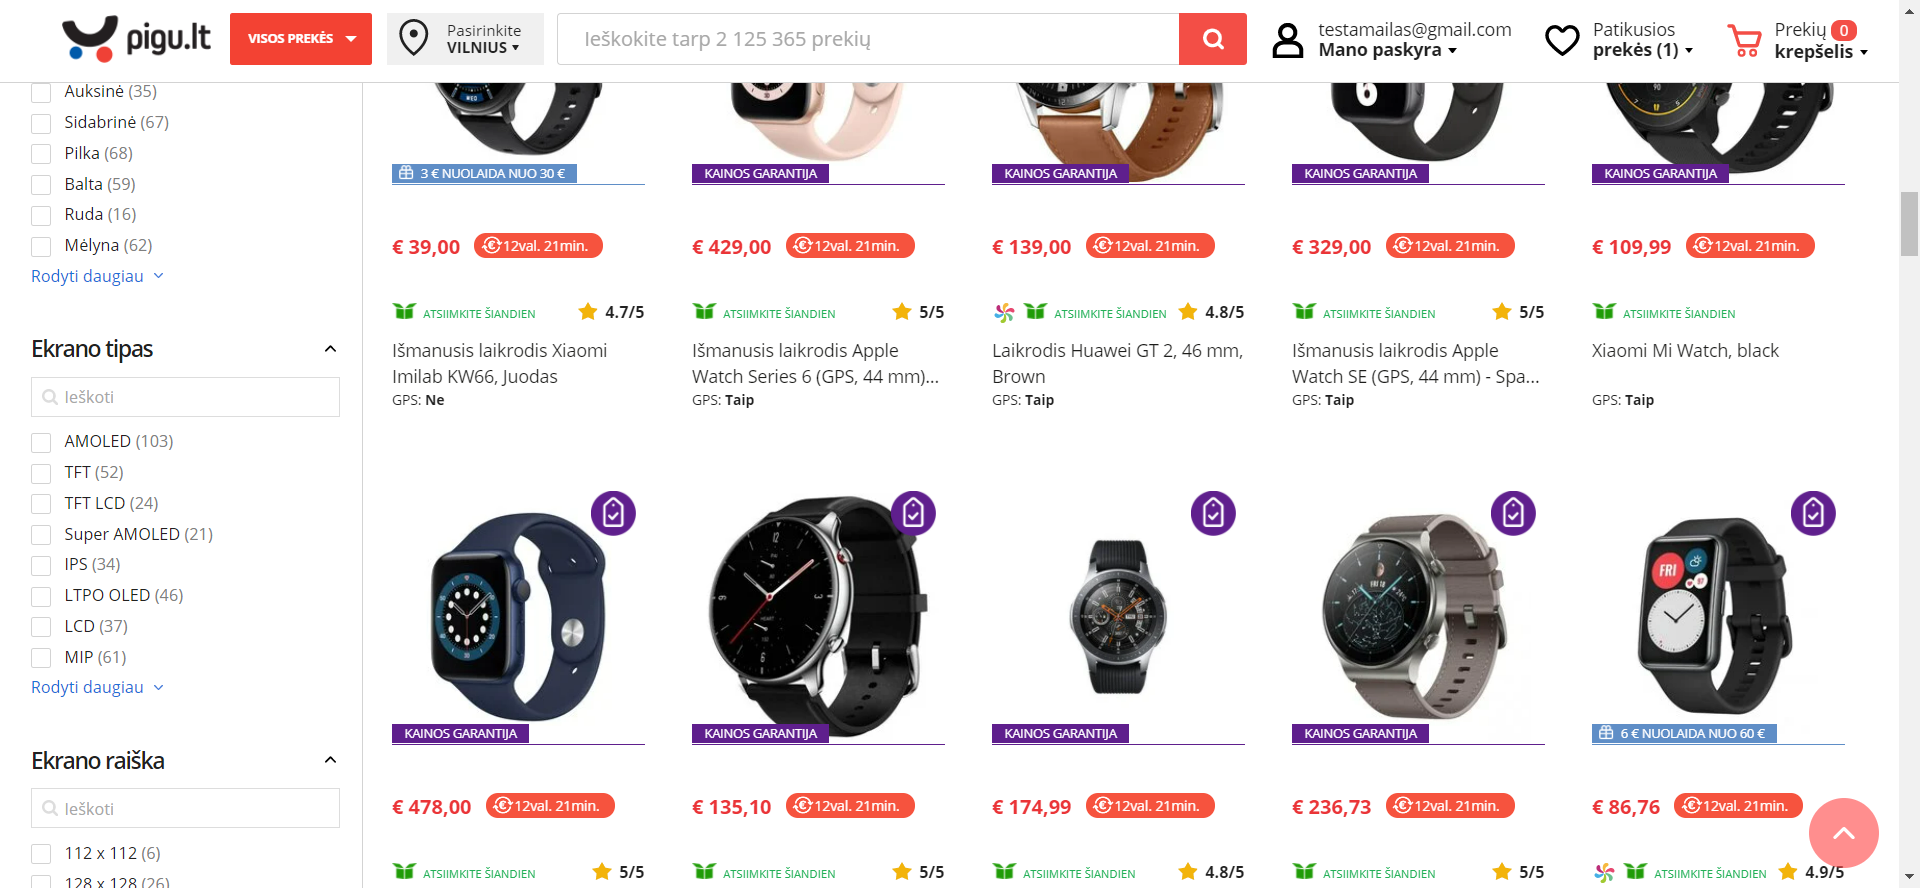 pigu.lt
VISOS PREKĖS
Pasirinkite
VILNIUS
Ieškokite tarp 2 125 365 prekių
testamailas@gmail.com
Mano paskyra
Patikusios
prekės (1)
Prekių 0
krepšelis
Auksinė (35)
Sidabrinė (67)
Pilka (68)
Balta (59)
Ruda (16)
Mėlyna (62)
Rodyti daugiau
Ekrano tipas
Ieškoti
AMOLED (103)
TFT (52)
TFT LCD (24)
Super AMOLED (21)
IPS (34)
LTPO OLED (46)
LCD (37)
MIP (61)
Rodyti daugiau
Ekrano raiška
Ieškoti
112 x 112 (6)
128 x 128 (26)
3 € NUOLAIDA NUO 30 €
€ 39,00
12val. 21min.
ATSIIMKITE ŠIANDIEN
4.7/5
Išmanusis laikrodis Xiaomi
Imilab KW66, Juodas
GPS: Ne
KAINOS GARANTIJA
€ 429,00
12val. 21min.
ATSIIMKITE ŠIANDIEN
5/5
Išmanusis laikrodis Apple
Watch Series 6 (GPS, 44 mm)...
GPS: Taip
KAINOS GARANTIJA
€ 139,00
12val. 21min.
ATSIIMKITE ŠIANDIEN
4.8/5
Laikrodis Huawei GT 2, 46 mm,
Brown
GPS: Taip
6
KAINOS GARANTIJA
€ 329,00
12val. 21min.
ATSIIMKITE ŠIANDIEN
5/5
Išmanusis laikrodis Apple
Watch SE (GPS, 44 mm) - Spa...
GPS: Taip
90
KAINOS GARANTIJA
€ 109,99
12val. 21min.
ATSIIMKITE ŠIANDIEN
Xiaomi Mi Watch, black
GPS: Taip
KAINOS GARANTIJA
€ 478,00
12val. 21min.
ATSIIMKITE ŠIANDIEN
5/5
KAINOS GARANTIJA
€ 135,10
12val. 21min.
ATSIIMKITE ŠIANDIEN
5/5
KAINOS GARANTIJA
€ 174,99
12val. 21min.
ATSIIMKITE ŠIANDIEN
4.8/5
FRI 18
KAINOS GARANTIJA
€ 236,73
12val. 21min.
ATSIIMKITE ŠIANDIEN
5/5
FRI
6 € NUOLAIDA NUO 60 €
€ 86,76
12val. 21min.
ATSIIMKITE ŠIANDIEN
4.9/5